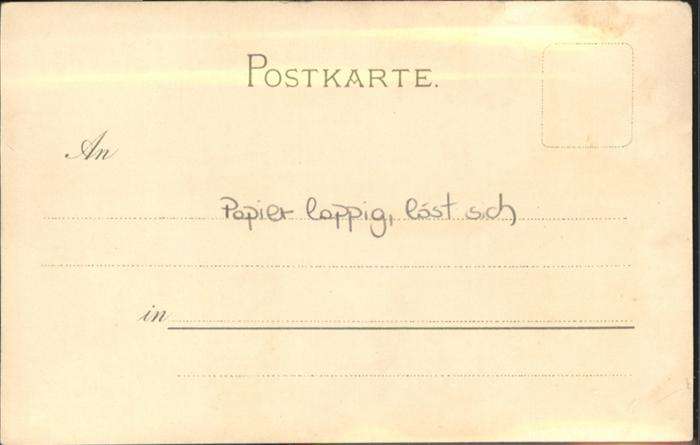 POSTKARTE.
An
Papier lappig, löst sich
in